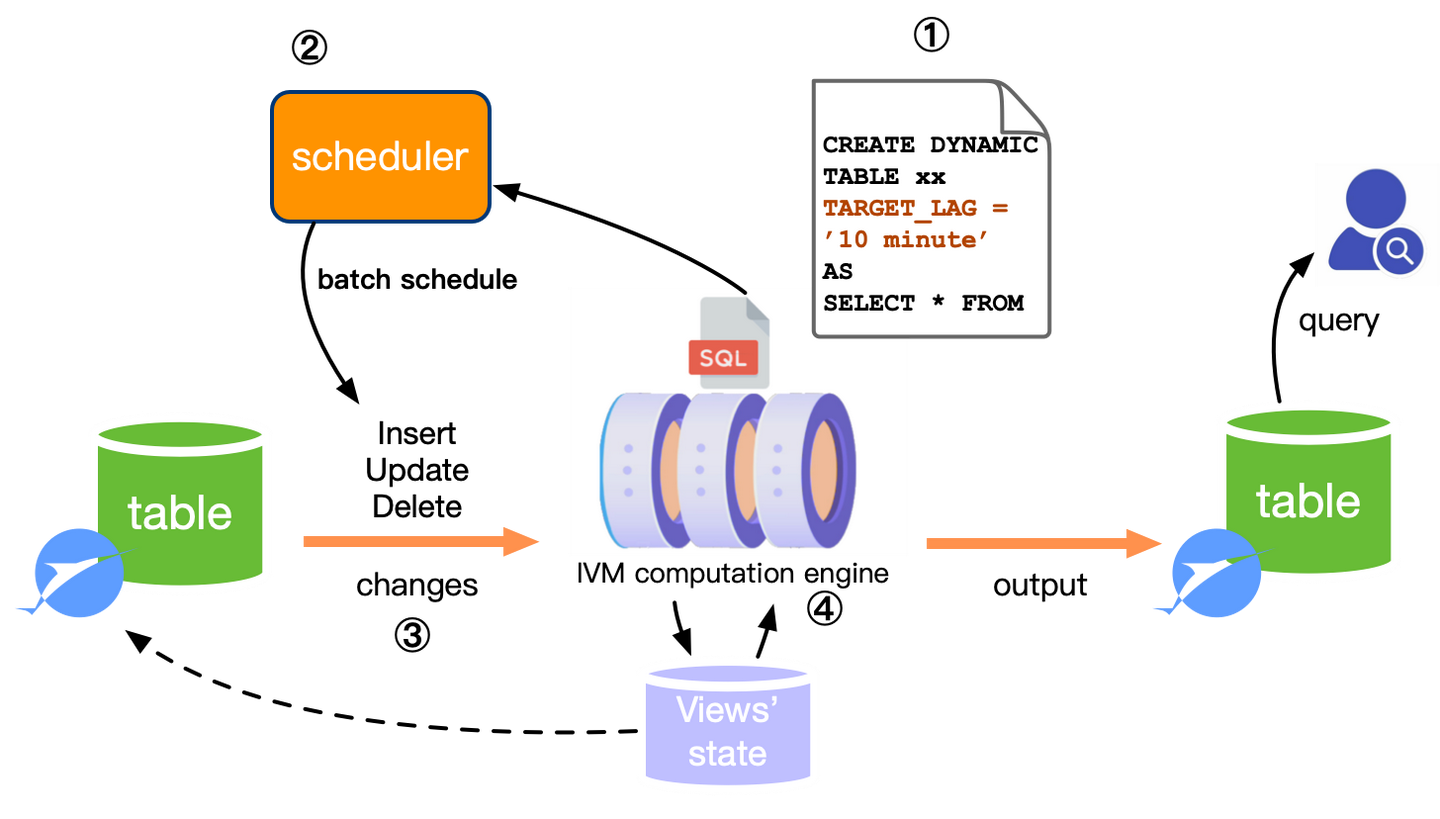 ①
②
scheduler
CREATE DYNAMIC
TABLE xx
TARGET_LAG =
’10 minute’
AS
SELECT * FROM
batch schedule
query
SQL
Insert
Update
Delete
table
table
changes
③
IVM computation engine
④
output
Views’
state